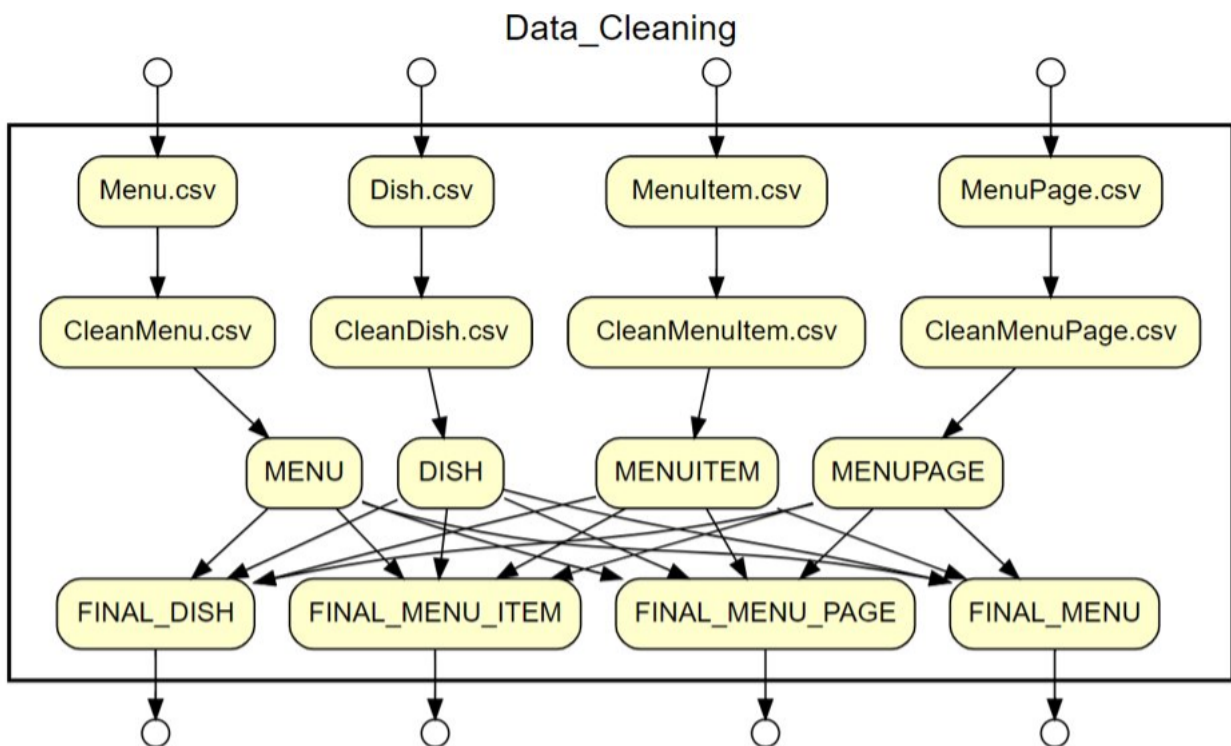 Data_Cleaning
Menu.csv
Dish.csv
MenuItem.csv
MenuPage.csv
CleanMenu.csv
CleanDish.csv
CleanMenuItem.csv
CleanMenuPage.csv
MENU
DISH
MENUITEM
MENUPAGE
FINAL_DISH
FINAL_MENU_ITEM
FINAL_MENU_PAGE
FINAL_MENU